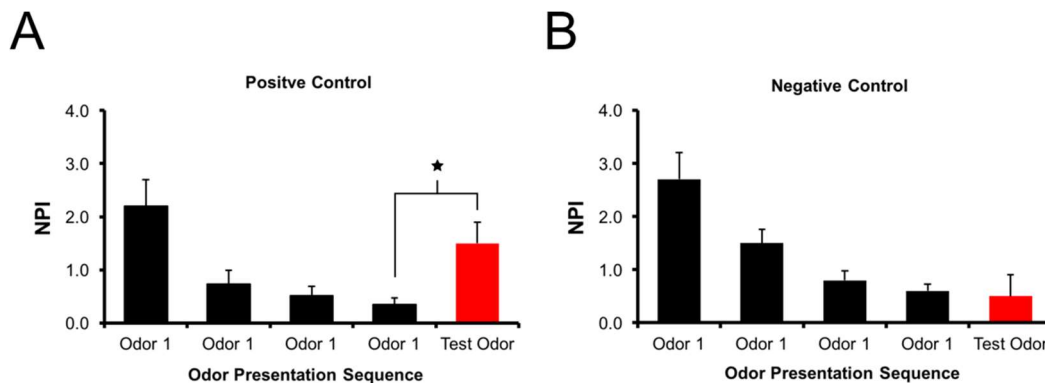 A
Positve Control
NPI
4.0
3.0
2.0
1.0
0.0
Odor 1 Odor 1 Odor 1 Odor 1 Test Odor
Odor Presentation Sequence
B
Negative Control
NPI
4.0
3.0
2.0
1.0
0.0
Odor 1 Odor 1 Odor 1 Odor 1 Test Odor
Odor Presentation Sequence